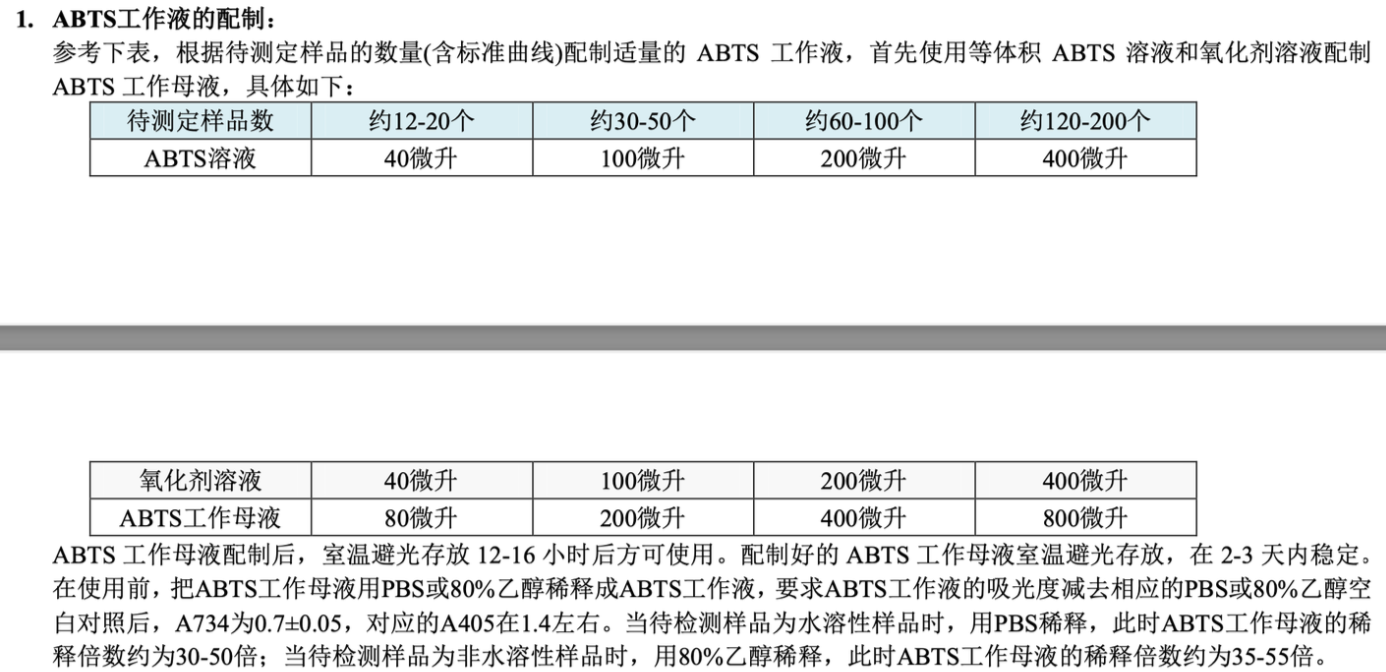 1. ABTS工作液的配制：
参考下表，根据待测定样品的数量(含标准曲线)配制适量的 ABTS 工作液，首先使用等体积 ABTS 溶液和氧化剂溶液配制
ABTS 工作母液，具体如下：
待测定样品数 约12-20个 约30-50个 约60-100个 约120-200个
ABTS溶液 40微升 100微升 200微升 400微升
氧化剂溶液 40微升 100微升 200微升 400微升
ABTS工作母液 80微升 200微升 400微升 800微升
ABTS 工作母液配制后，室温避光存放 12-16 小时后方可使用。配制好的 ABTS 工作母液室温避光存放，在 2-3 天内稳定。
在使用前，把ABTS工作母液用PBS或80%乙醇稀释成ABTS工作液，要求ABTS工作液的吸光度减去相应的PBS或80%乙醇空
白对照后，A734为0.7±0.05，对应的A405在1.4左右。当待检测样品为水溶性样品时，用PBS稀释，此时ABTS工作母液的稀
释倍数约为30-50倍；当待检测样品为非水溶性样品时，用80%乙醇稀释，此时ABTS工作母液的稀释倍数约为35-55倍。